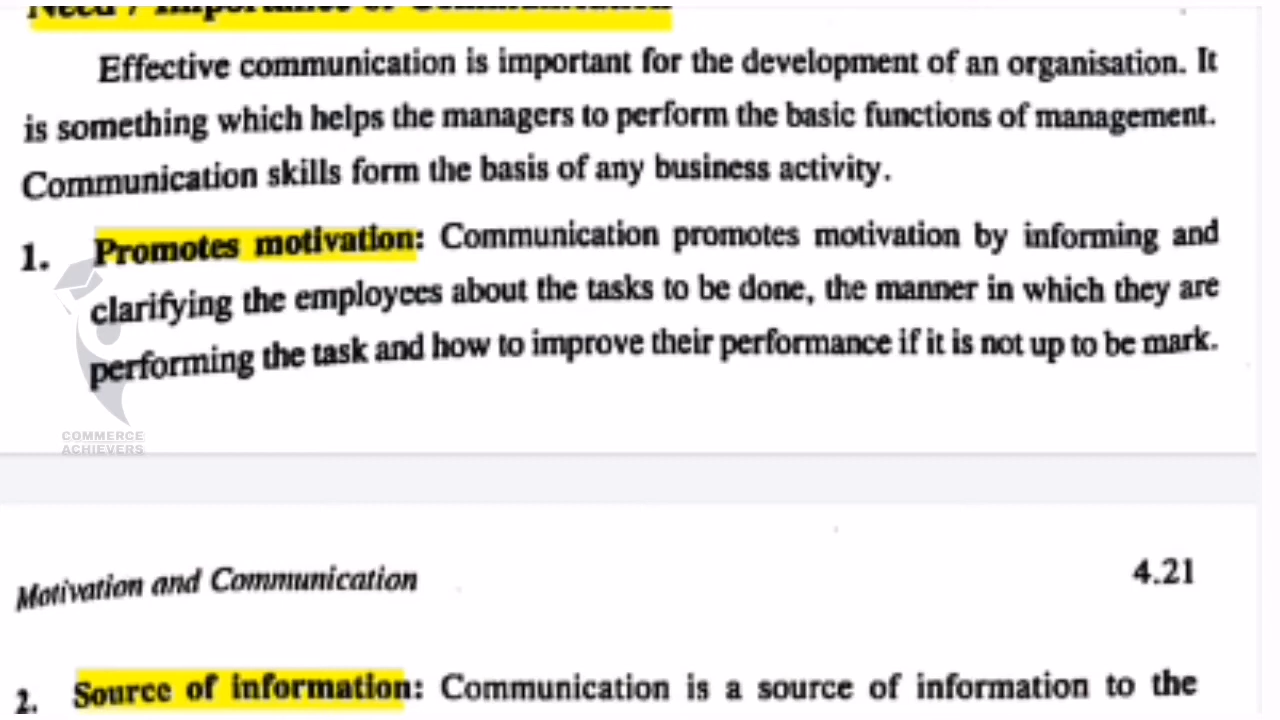 Need / Importance of Communication
Effective communication is important for the development of an organisation. It
is something which helps the managers to perform the basic functions of management.
Communication skills form the basis of any business activity.
1. Promotes motivation: Communication promotes motivation by informing and
clarifying the employees about the tasks to be done, the manner in which they are
performing the task and how to improve their performance if it is not up to be mark.
COMMERCE
ACHIEVERS
Motivation and Communication 4.21
2. Source of information: Communication is a source of information to the